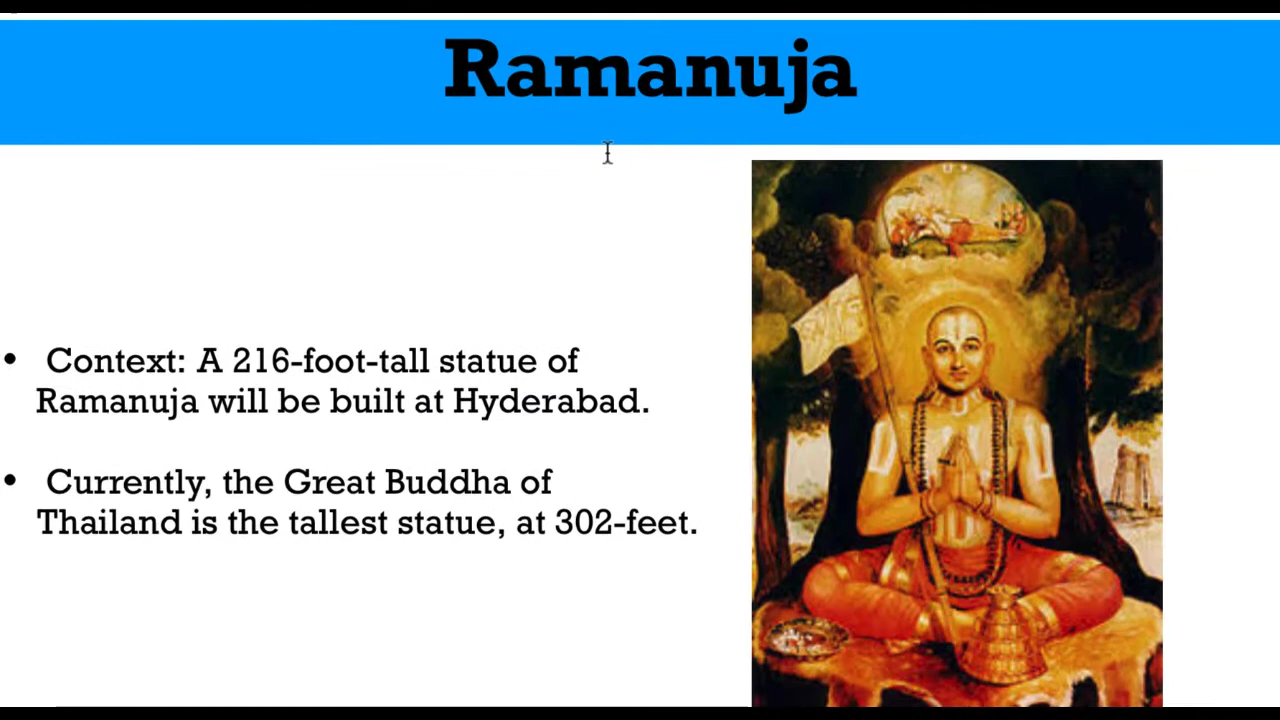 Ramanuja
• Context: A 216-foot-tall statue of
Ramanuja will be built at Hyderabad.
• Currently, the Great Buddha of
Thailand is the tallest statue, at 302-feet.